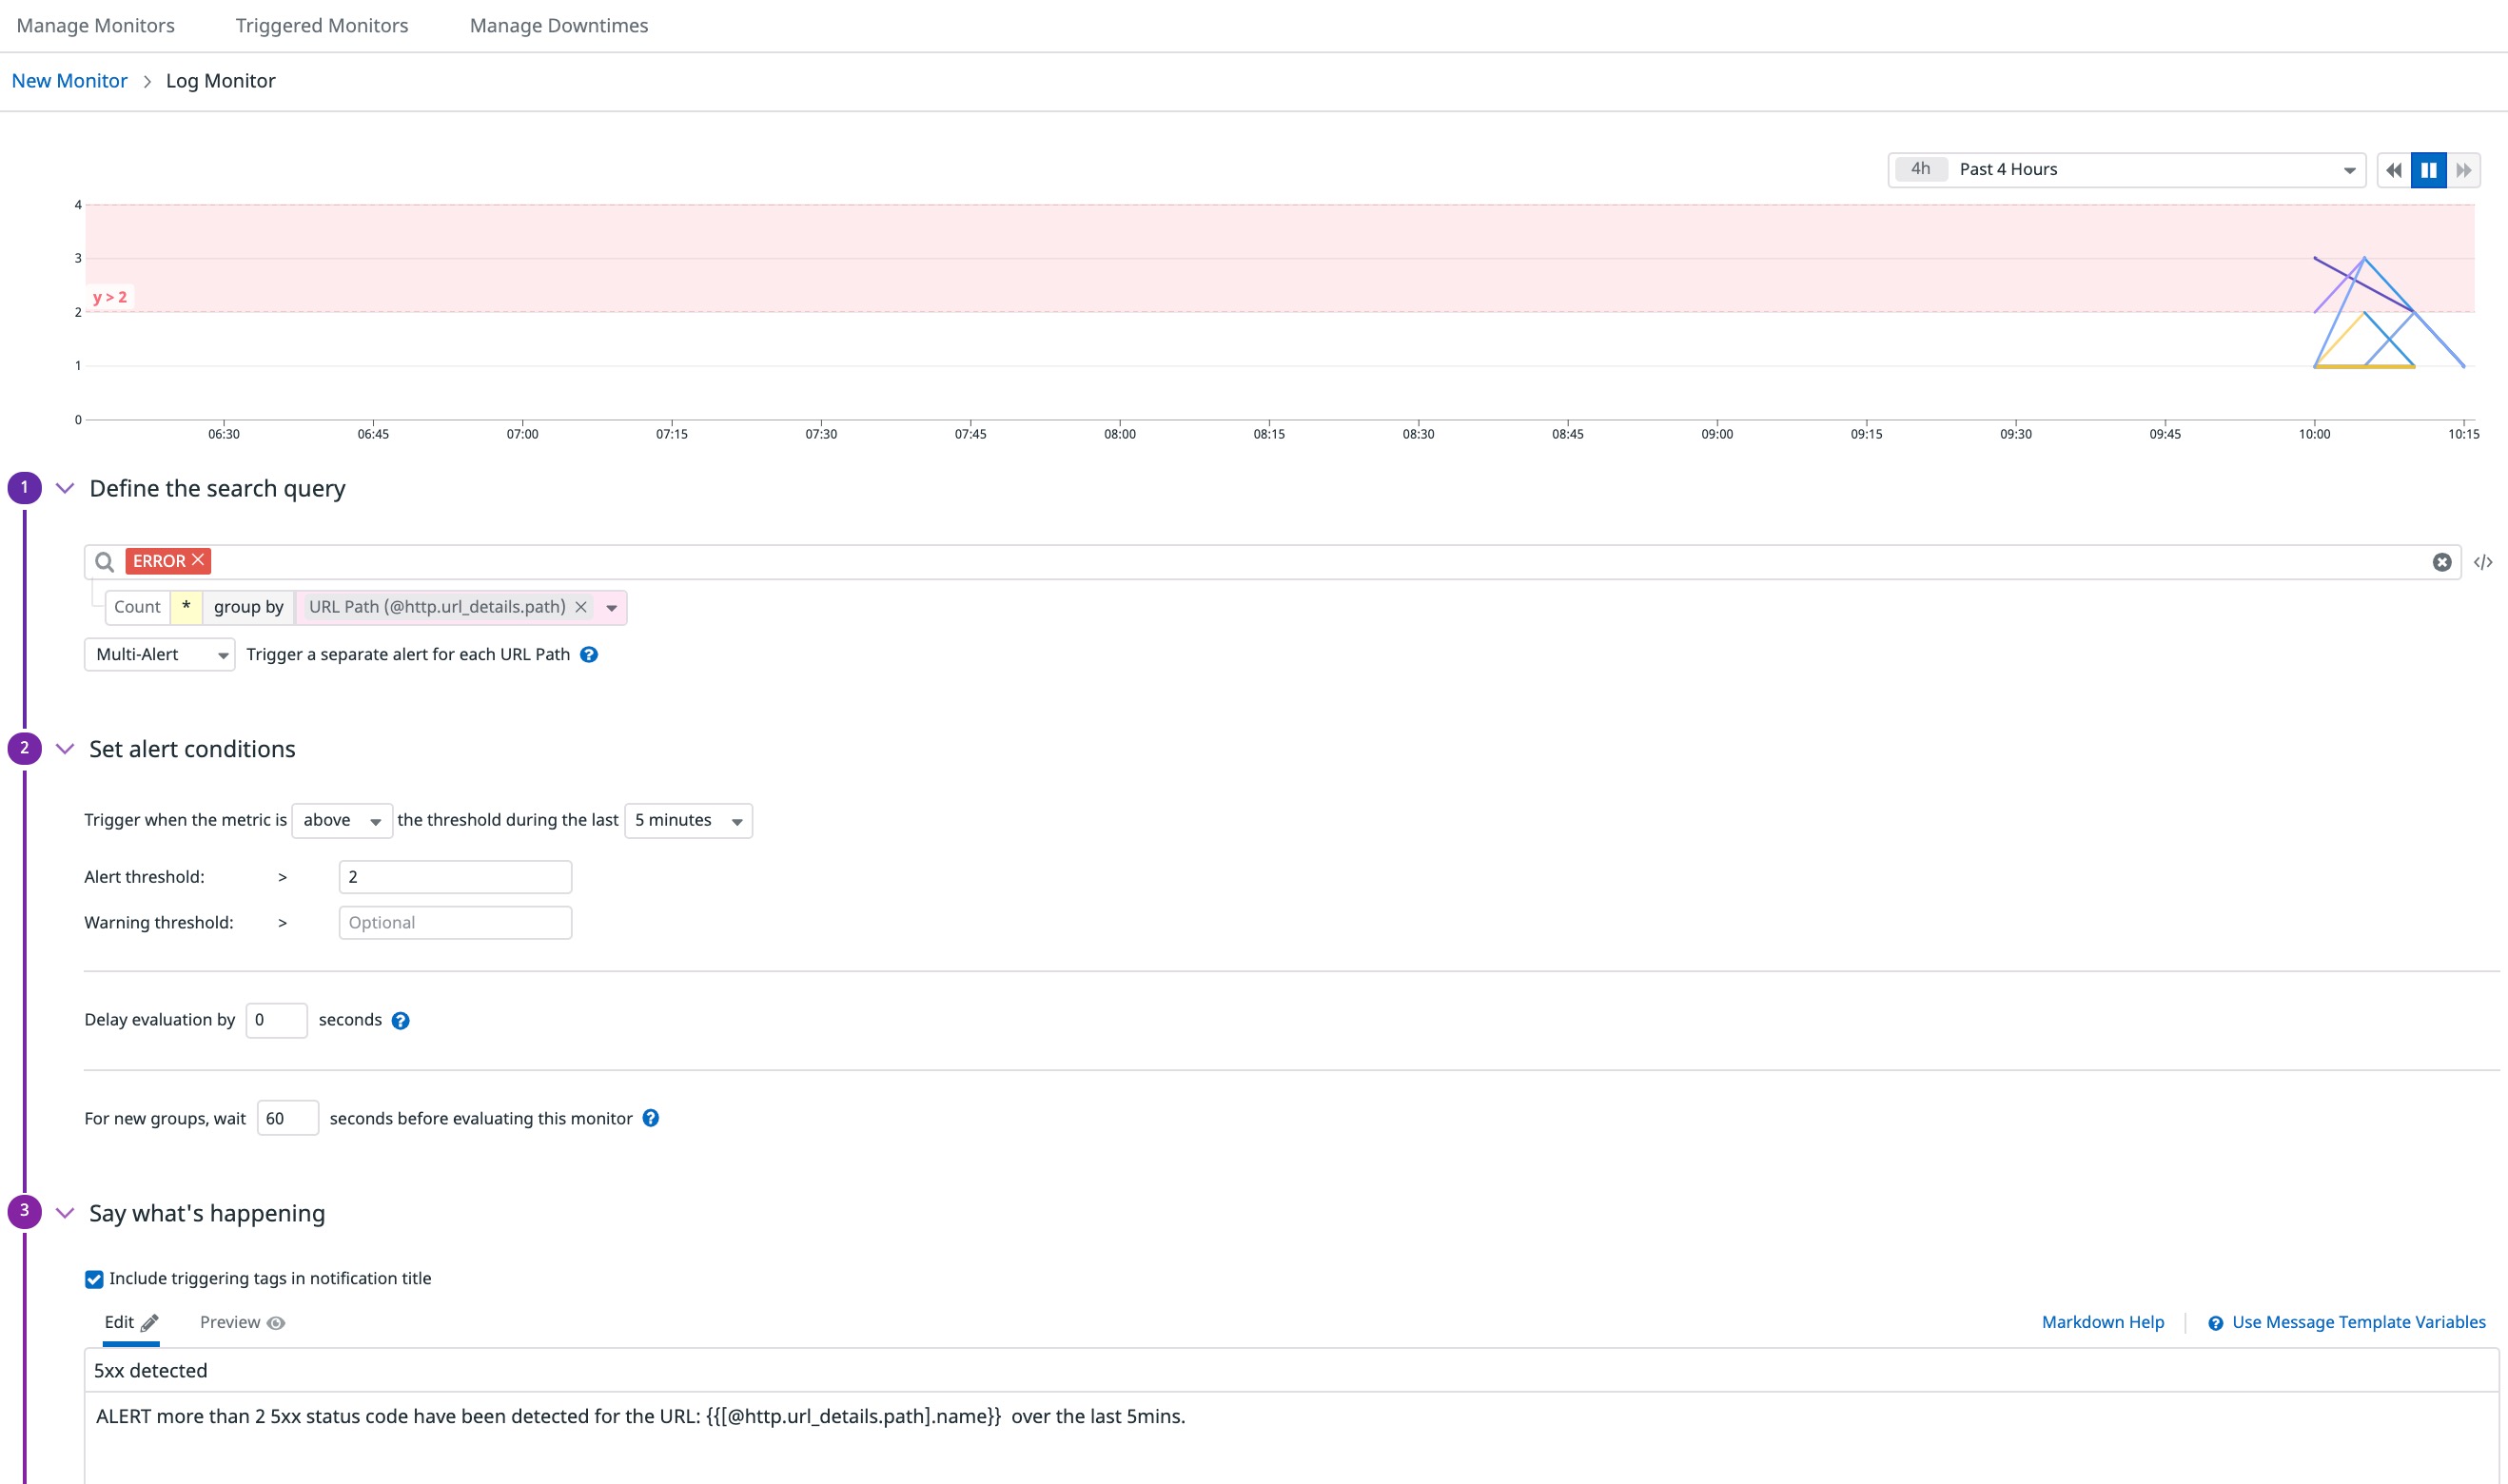 Manage Monitors Triggered Monitors Manage Downtimes
New Monitor > Log Monitor
4h Past 4 Hours
4
3
y > 2
2
1
0
06:30 06:45 07:00 07:15 07:30 07:45 08:00 08:15 08:30 08:45 09:00 09:15 09:30 09:45 10:00 10:15
1 Define the search query
ERROR
Count * group by URL Path (@http.url_details.path)
Multi-Alert Trigger a separate alert for each URL Path ?
2 Set alert conditions
Trigger when the metric is above the threshold during the last 5 minutes
Alert threshold: > 2
Warning threshold: > Optional
Delay evaluation by 0 seconds ?
For new groups, wait 60 seconds before evaluating this monitor ?
3 Say what's happening
Include triggering tags in notification title
Edit Preview Markdown Help ? Use Message Template Variables
5xx detected
ALERT more than 2 5xx status code have been detected for the URL: {{[@http.url_details.path].name}} over the last 5mins.